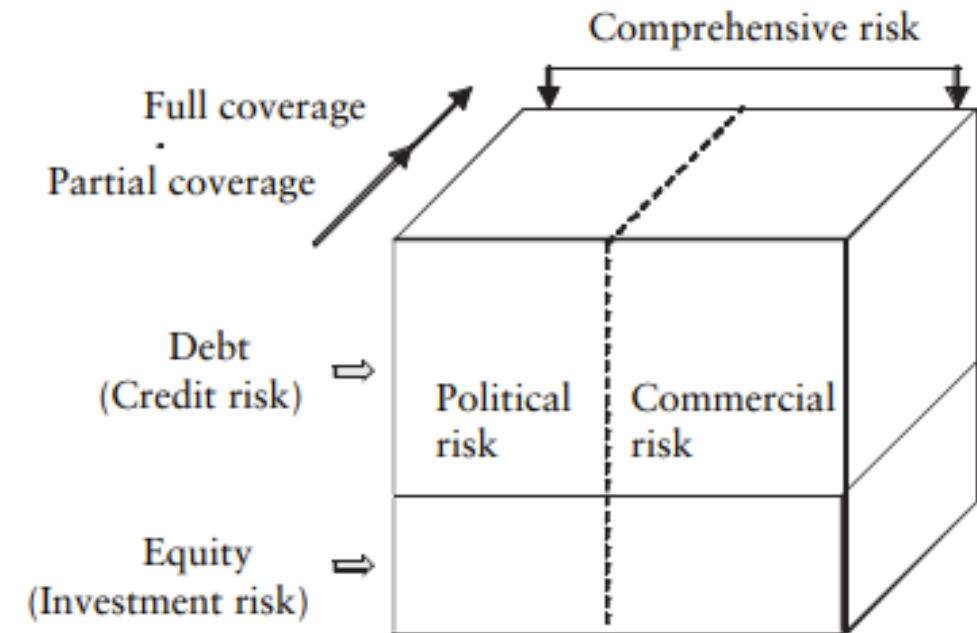 Comprehensive risk
Full coverage
Partial coverage
Debt
(Credit risk)
Political
risk
Commercial
risk
Equity
(Investment risk)